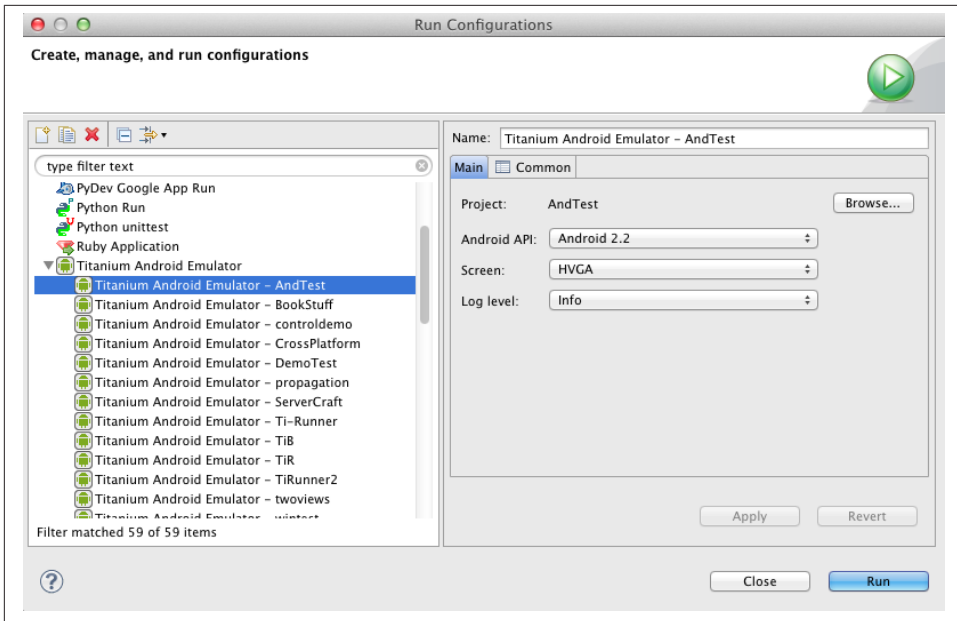 Run Configurations
Create, manage, and run configurations
type filter text
PyDev Google App Run
Python Run
Python unittest
Ruby Application
Titanium Android Emulator
Titanium Android Emulator – AndTest
Titanium Android Emulator – BookStuff
Titanium Android Emulator – controldemo
Titanium Android Emulator – CrossPlatform
Titanium Android Emulator – DemoTest
Titanium Android Emulator – propagation
Titanium Android Emulator – ServerCraft
Titanium Android Emulator – Ti-Runner
Titanium Android Emulator – TiB
Titanium Android Emulator – TiR
Titanium Android Emulator – TiRunner2
Titanium Android Emulator – twoviews
Titanium Android Emulator – wintest
Filter matched 59 of 59 items
Name: Titanium Android Emulator – AndTest
Main Common
Project: AndTest Browse...
Android API: Android 2.2
Screen: HVGA
Log level: Info
Apply Revert
?
Close Run